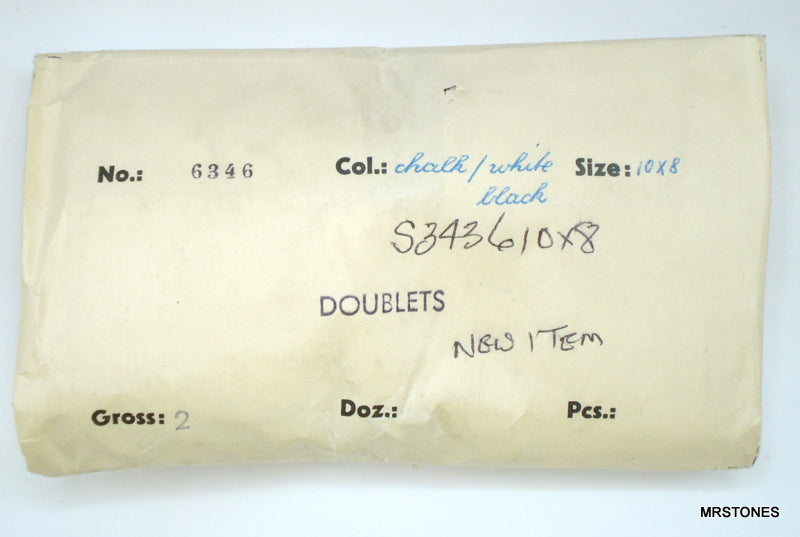 No.: 6346 Col.: chalk/white Size: 10x8
black
S3436 10x8
DOUBLETS
NEW ITEM
Gross: 2 Doz.: Pcs.:
MRSTONES